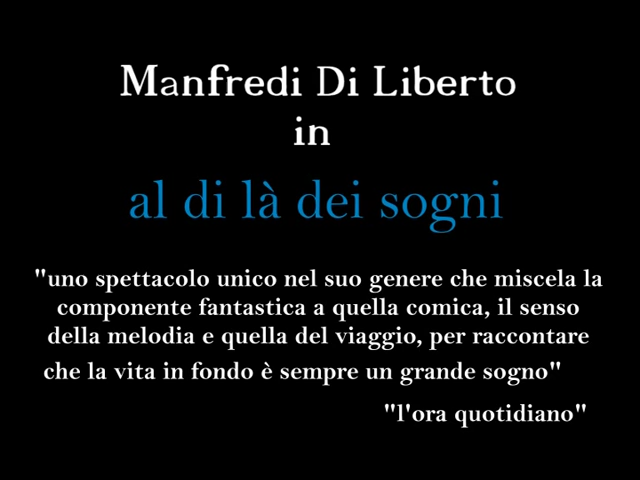 Manfredi Di Liberto
in
al di là dei sogni
"uno spettacolo unico nel suo genere che miscela la
componente fantastica a quella comica, il senso
della melodia e quella del viaggio, per raccontare
che la vita in fondo è sempre un grande sogno"
"l'ora quotidiano"